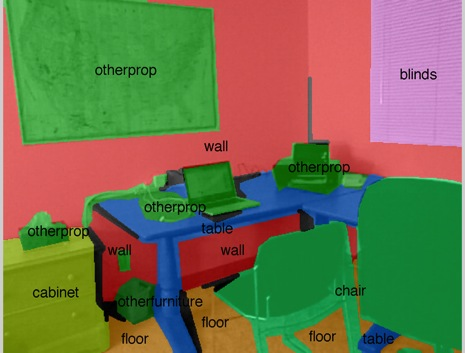 otherprop
blinds
wall
otherprop
otherprop
table
otherprop
wall
wall
cabinet
chair
otherfurniture
floor
floor
floor
table